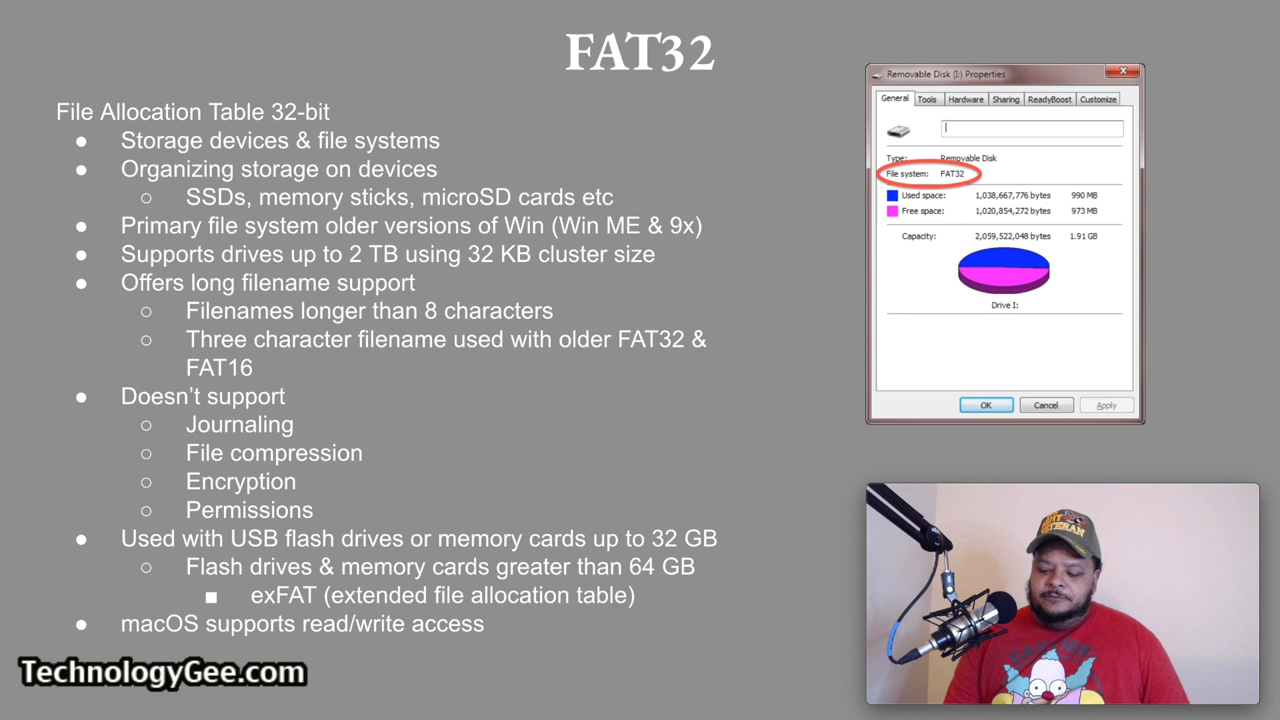 FAT32
File Allocation Table 32-bit
● Storage devices & file systems
● Organizing storage on devices
○ SSDs, memory sticks, microSD cards etc
● Primary file system older versions of Win (Win ME & 9x)
● Supports drives up to 2 TB using 32 KB cluster size
● Offers long filename support
○ Filenames longer than 8 characters
○ Three character filename used with older FAT32 &
FAT16
● Doesn't support
○ Journaling
○ File compression
○ Encryption
○ Permissions
● Used with USB flash drives or memory cards up to 32 GB
○ Flash drives & memory cards greater than 64 GB
■ exFAT (extended file allocation table)
● macOS supports read/write access
TechnologyGee.com
Removable Disk (I:) Properties
General Tools Hardware Sharing ReadyBoost Customize
Type: Removable Disk
File system: FAT32
Used space: 1,038,667,776 bytes 990 MB
Free space: 1,020,854,272 bytes 973 MB
Capacity: 2,059,522,048 bytes 1.91 GB
Drive I:
OK Cancel Apply
VETERAN